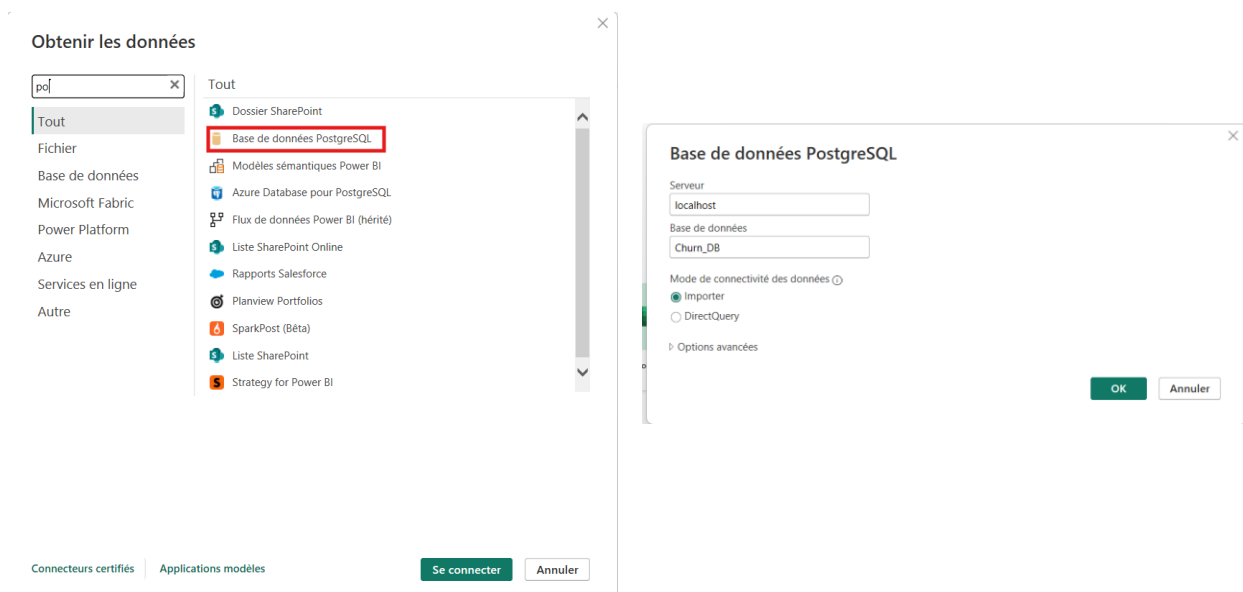 Obtenir les données
po
Tout
Fichier
Base de données
Microsoft Fabric
Power Platform
Azure
Services en ligne
Autre
Tout
Dossier SharePoint
Base de données PostgreSQL
Modèles sémantiques Power BI
Azure Database pour PostgreSQL
Flux de données Power BI (hérité)
Liste SharePoint Online
Rapports Salesforce
Planview Portfolios
SparkPost (Bêta)
Liste SharePoint
Strategy for Power BI
Connecteurs certifiés
Applications modèles
Se connecter
Annuler
Base de données PostgreSQL
Serveur
localhost
Base de données
Churn_DB
Mode de connectivité des données
Importer
DirectQuery
Options avancées
OK
Annuler